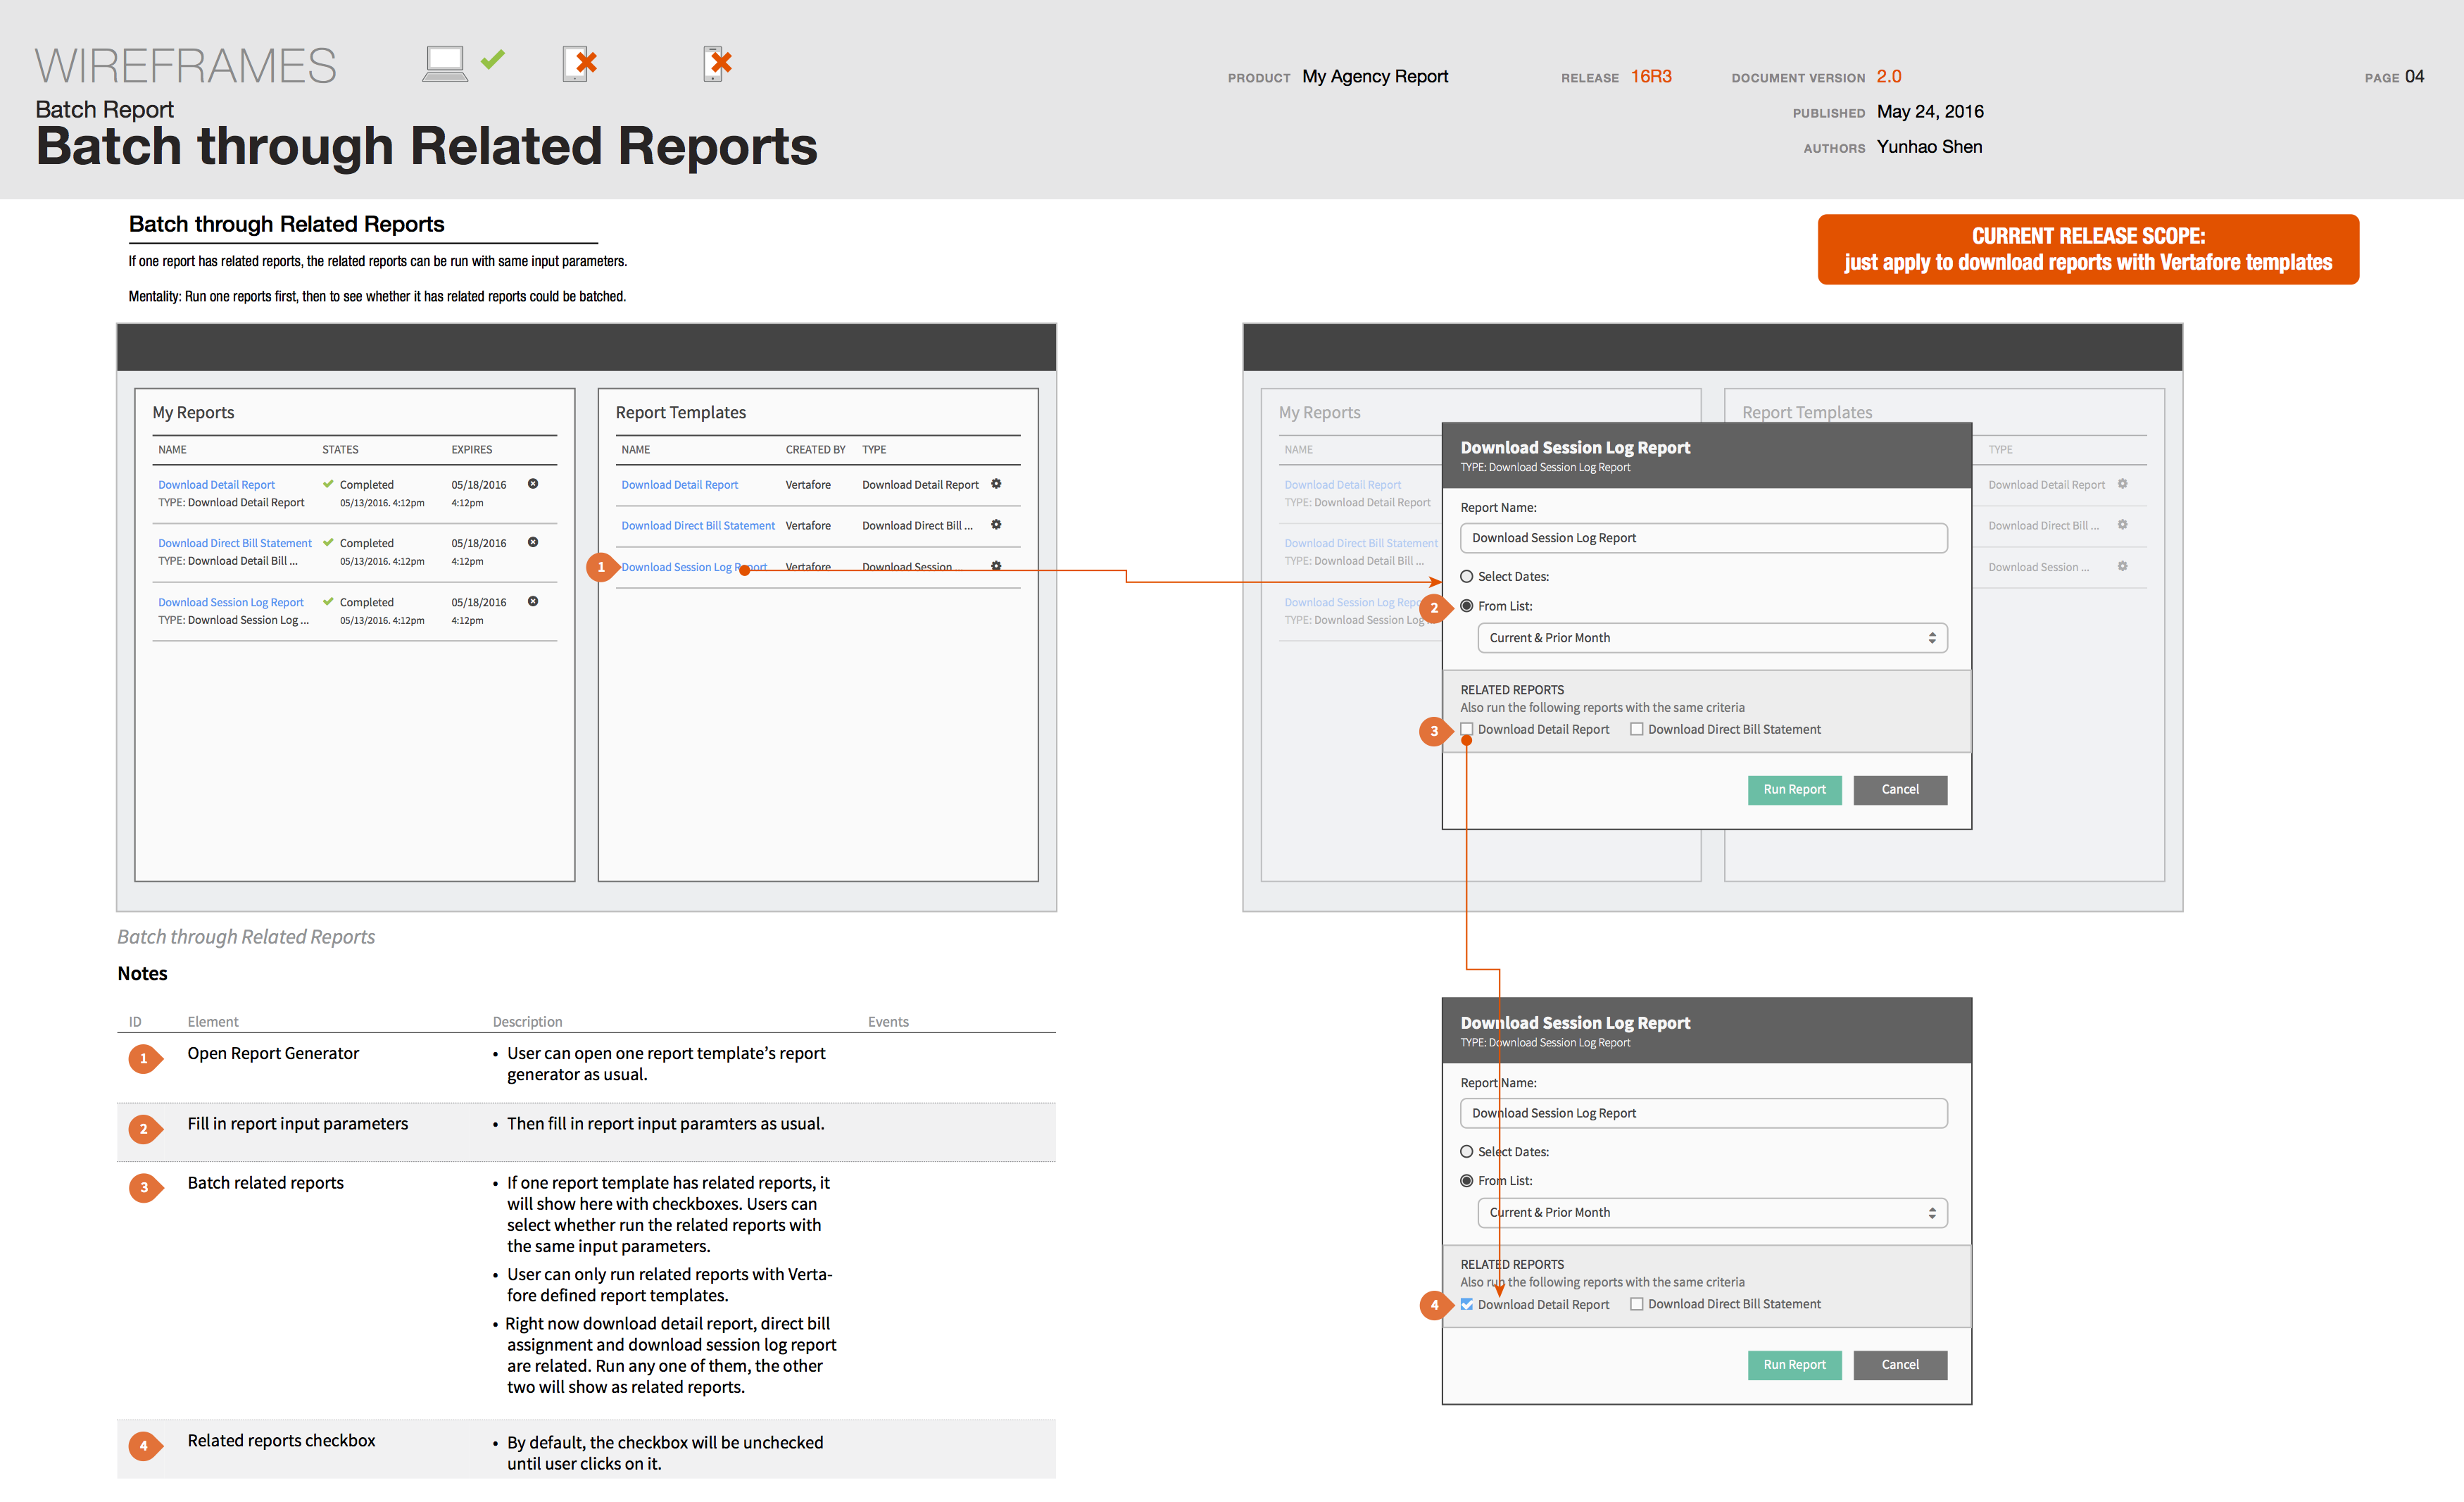 WIREFRAMES
Batch Report
Batch through Related Reports
PRODUCT My Agency Report
RELEASE 16R3
DOCUMENT VERSION 2.0
PUBLISHED May 24, 2016
AUTHORS Yunhao Shen
PAGE 04
Batch through Related Reports
If one report has related reports, the related reports can be run with same input parameters.
Mentality: Run one reports first, then to see whether it has related reports could be batched.
CURRENT RELEASE SCOPE:
just apply to download reports with Vertafore templates
My Reports
NAME STATES EXPIRES
Download Detail Report Completed 05/18/2016
TYPE: Download Detail Report 05/13/2016. 4:12pm 4:12pm
Download Direct Bill Statement Completed 05/18/2016
TYPE: Download Detail Bill ... 05/13/2016. 4:12pm 4:12pm
Download Session Log Report Completed 05/18/2016
TYPE: Download Session Log ... 05/13/2016. 4:12pm 4:12pm
Report Templates
NAME CREATED BY TYPE
Download Detail Report Vertafore Download Detail Report
Download Direct Bill Statement Vertafore Download Direct Bill ...
1 Download Session Log Report Vertafore Download Session ...
My Reports
NAME
Download Detail Report
TYPE: Download Detail Report
Download Direct Bill Statement
TYPE: Download Detail Bill ...
Download Session Log Repo
TYPE: Download Session Log
Report Templates
TYPE
Download Detail Report
Download Direct Bill ...
Download Session ...
Download Session Log Report
TYPE: Download Session Log Report
Report Name:
Download Session Log Report
Select Dates:
2 From List:
Current & Prior Month
RELATED REPORTS
Also run the following reports with the same criteria
3 Download Detail Report Download Direct Bill Statement
Run Report Cancel
Batch through Related Reports
Notes
ID Element Description Events
1 Open Report Generator • User can open one report template's report
generator as usual.
2 Fill in report input parameters • Then fill in report input paramters as usual.
3 Batch related reports • If one report template has related reports, it
will show here with checkboxes. Users can
select whether run the related reports with
the same input parameters.
• User can only run related reports with Verta-
fore defined report templates.
• Right now download detail report, direct bill
assignment and download session log report
are related. Run any one of them, the other
two will show as related reports.
4 Related reports checkbox • By default, the checkbox will be unchecked
until user clicks on it.
Download Session Log Report
TYPE: Download Session Log Report
Report Name:
Download Session Log Report
Select Dates:
From List:
Current & Prior Month
RELATED REPORTS
Also run the following reports with the same criteria
4 Download Detail Report Download Direct Bill Statement
Run Report Cancel